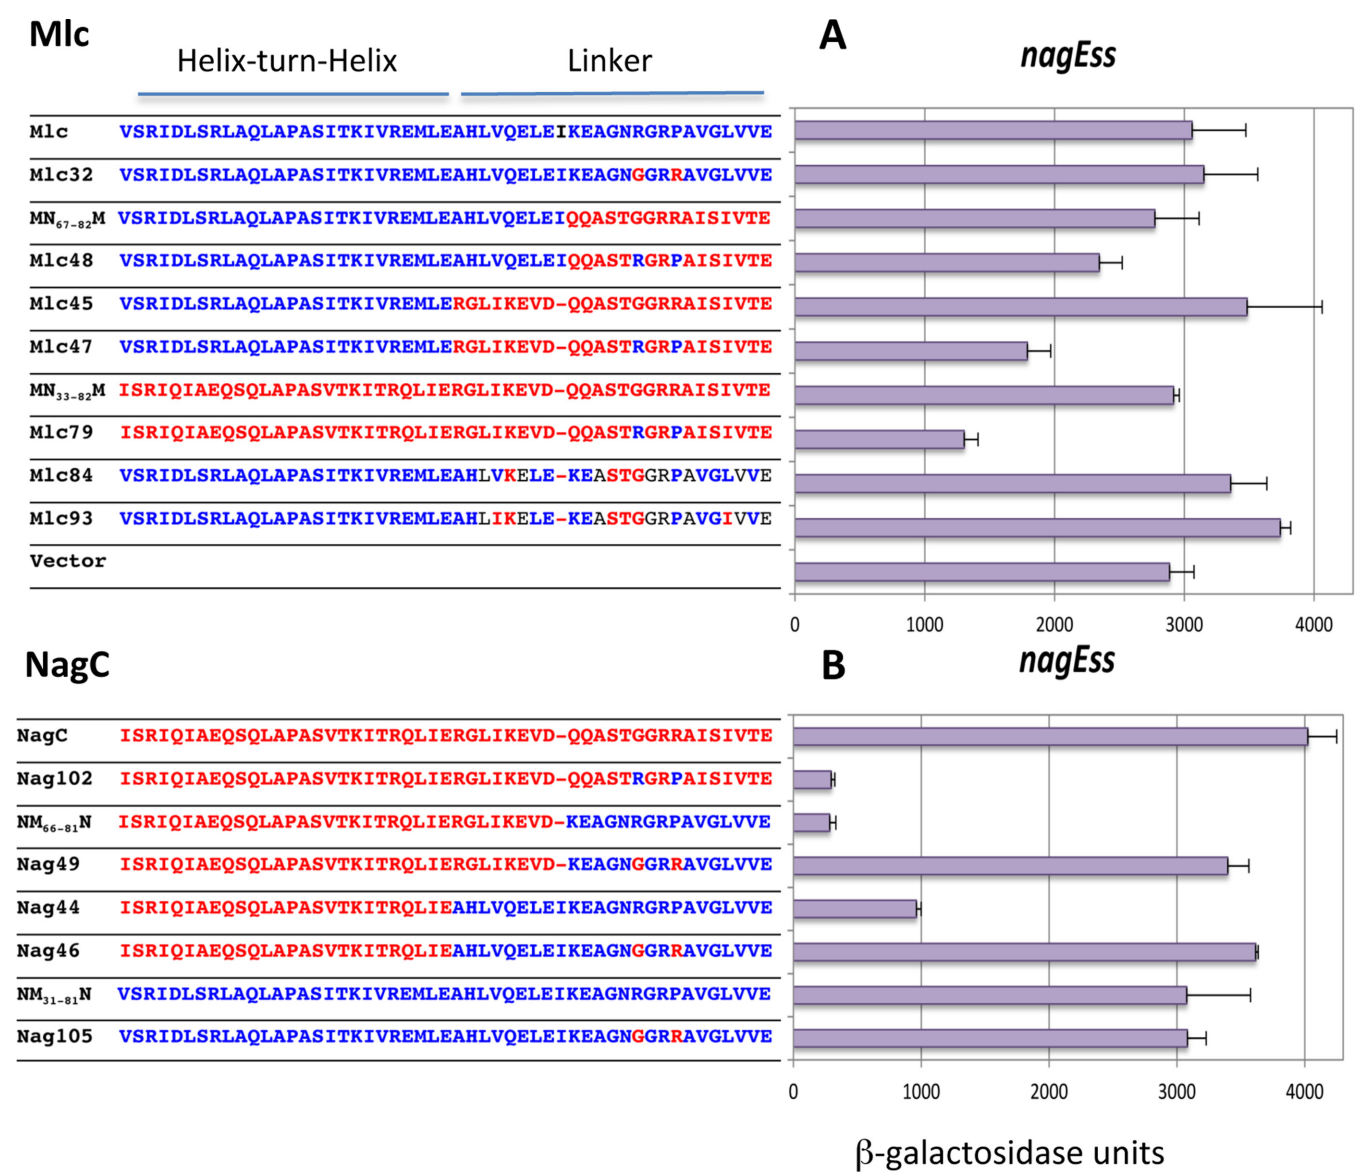 Mlc
Helix-turn-Helix
Linker
A
nagEss
Mlc VSRIDLSRLAQLAPASITKIVREMLEAHLVQELEIKEAGNRGRPAVGLVVE
Mlc32 VSRIDLSRLAQLAPASITKIVREMLEAHLVQELEIKEAGNGGRRAVGLVVE
MN67-82M VSRIDLSRLAQLAPASITKIVREMLEAHLVQELEIQQASTGGRRAISIVTE
Mlc48 VSRIDLSRLAQLAPASITKIVREMLEAHLVQELEIQQASTRGRPAISIVTE
Mlc45 VSRIDLSRLAQLAPASITKIVREMLERGLIKEVD-QQASTGGRRAISIVTE
Mlc47 VSRIDLSRLAQLAPASITKIVREMLERGLIKEVD-QQASTRGRPAISIVTE
MN33-82M ISRIQIAEQSQLAPASVTKITRQLIERGLIKEVD-QQASTGGRRAISIVTE
Mlc79 ISRIQIAEQSQLAPASVTKITRQLIERGLIKEVD-QQASTRGRPAISIVTE
Mlc84 VSRIDLSRLAQLAPASITKIVREMLEAHLVKELE-KEASTGGRPAVGLVVE
Mlc93 VSRIDLSRLAQLAPASITKIVREMLEAHLIKELE-KEASTGGRPAVGIVVE
Vector
0 1000 2000 3000 4000
NagC
B
nagEss
NagC ISRIQIAEQSQLAPASVTKITRQLIERGLIKEVD-QQASTGGRRAISIVTE
Nag102 ISRIQIAEQSQLAPASVTKITRQLIERGLIKEVD-QQASTRGRPAISIVTE
NM66-81N ISRIQIAEQSQLAPASVTKITRQLIERGLIKEVD-KEAGNRGRPAVGLVVE
Nag49 ISRIQIAEQSQLAPASVTKITRQLIERGLIKEVD-KEAGNGGRRAVGLVVE
Nag44 ISRIQIAEQSQLAPASVTKITRQLIEAHLVQELEIKEAGNRGRPAVGLVVE
Nag46 ISRIQIAEQSQLAPASVTKITRQLIEAHLVQELEIKEAGNGGRRAVGLVVE
NM31-81N VSRIDLSRLAQLAPASITKIVREMLEAHLVQELEIKEAGNRGRPAVGLVVE
Nag105 VSRIDLSRLAQLAPASITKIVREMLEAHLVQELEIKEAGNGGRRAVGLVVE
0 1000 2000 3000 4000
β-galactosidase units